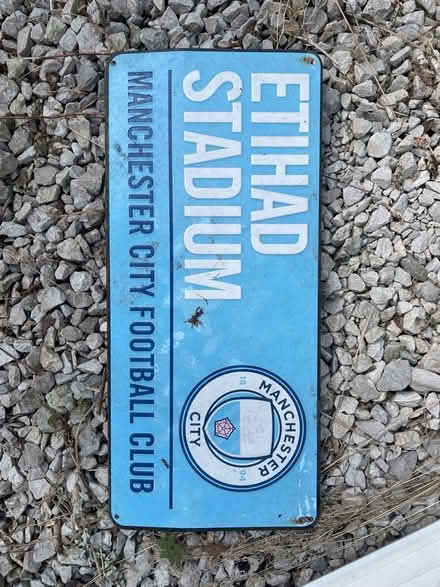 ETIHAD
STADIUM
MANCHESTER
18 94
CITY
MANCHESTER CITY FOOTBALL CLUB